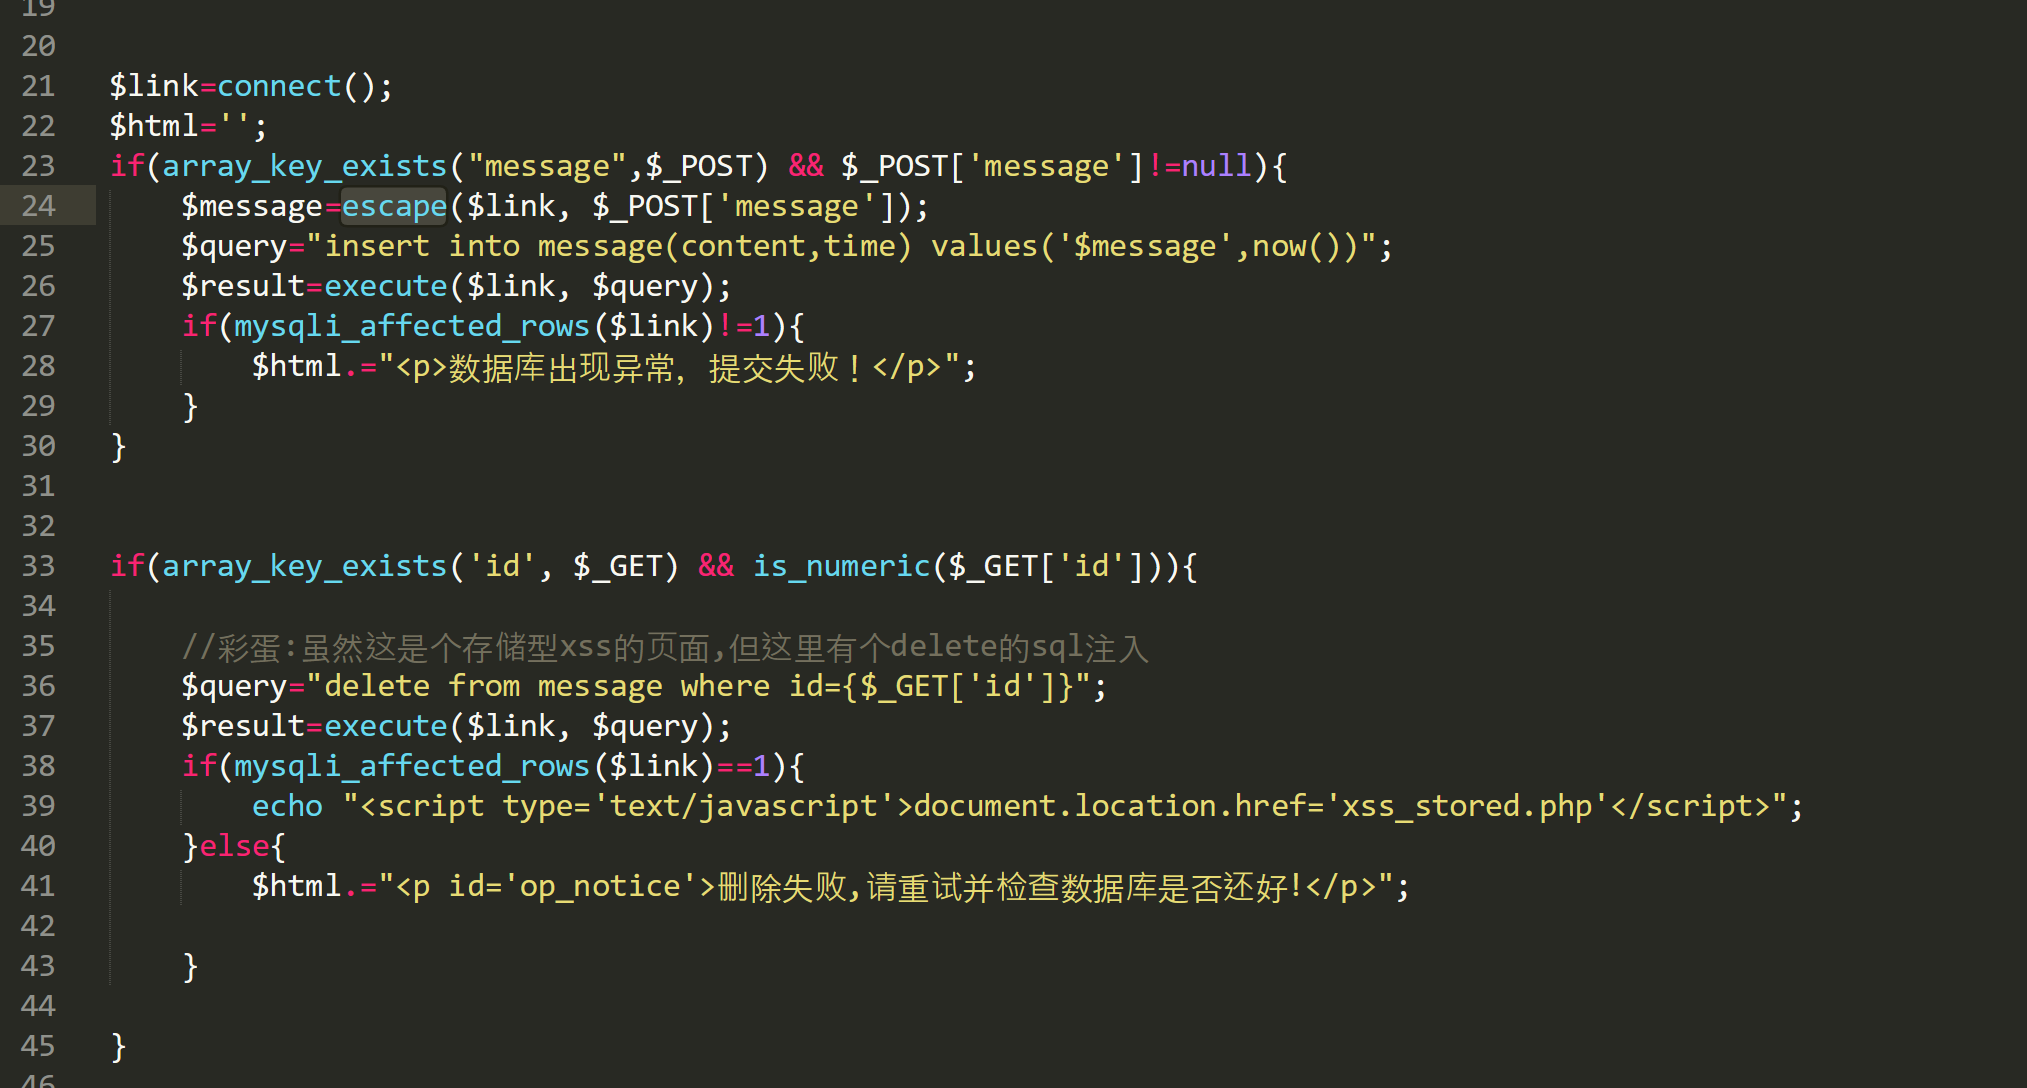 19
20
21 $link=connect();
22 $html='';
23 if(array_key_exists("message",$_POST) && $_POST['message']!=null){
24 $message=escape($link, $_POST['message']);
25 $query="insert into message(content,time) values('$message',now())";
26 $result=execute($link, $query);
27 if(mysqli_affected_rows($link)!=1){
28 $html.="<p>数据库出现异常，提交失败！</p>";
29 }
30 }
31
32
33 if(array_key_exists('id', $_GET) && is_numeric($_GET['id'])){
34
35 //彩蛋:虽然这是个存储型xss的页面,但这里有个delete的sql注入
36 $query="delete from message where id={$_GET['id']}";
37 $result=execute($link, $query);
38 if(mysqli_affected_rows($link)==1){
39 echo "<script type='text/javascript'>document.location.href='xss_stored.php'</script>";
40 }else{
41 $html.="<p id='op_notice'>删除失败,请重试并检查数据库是否还好!</p>";
42
43 }
44
45 }
46